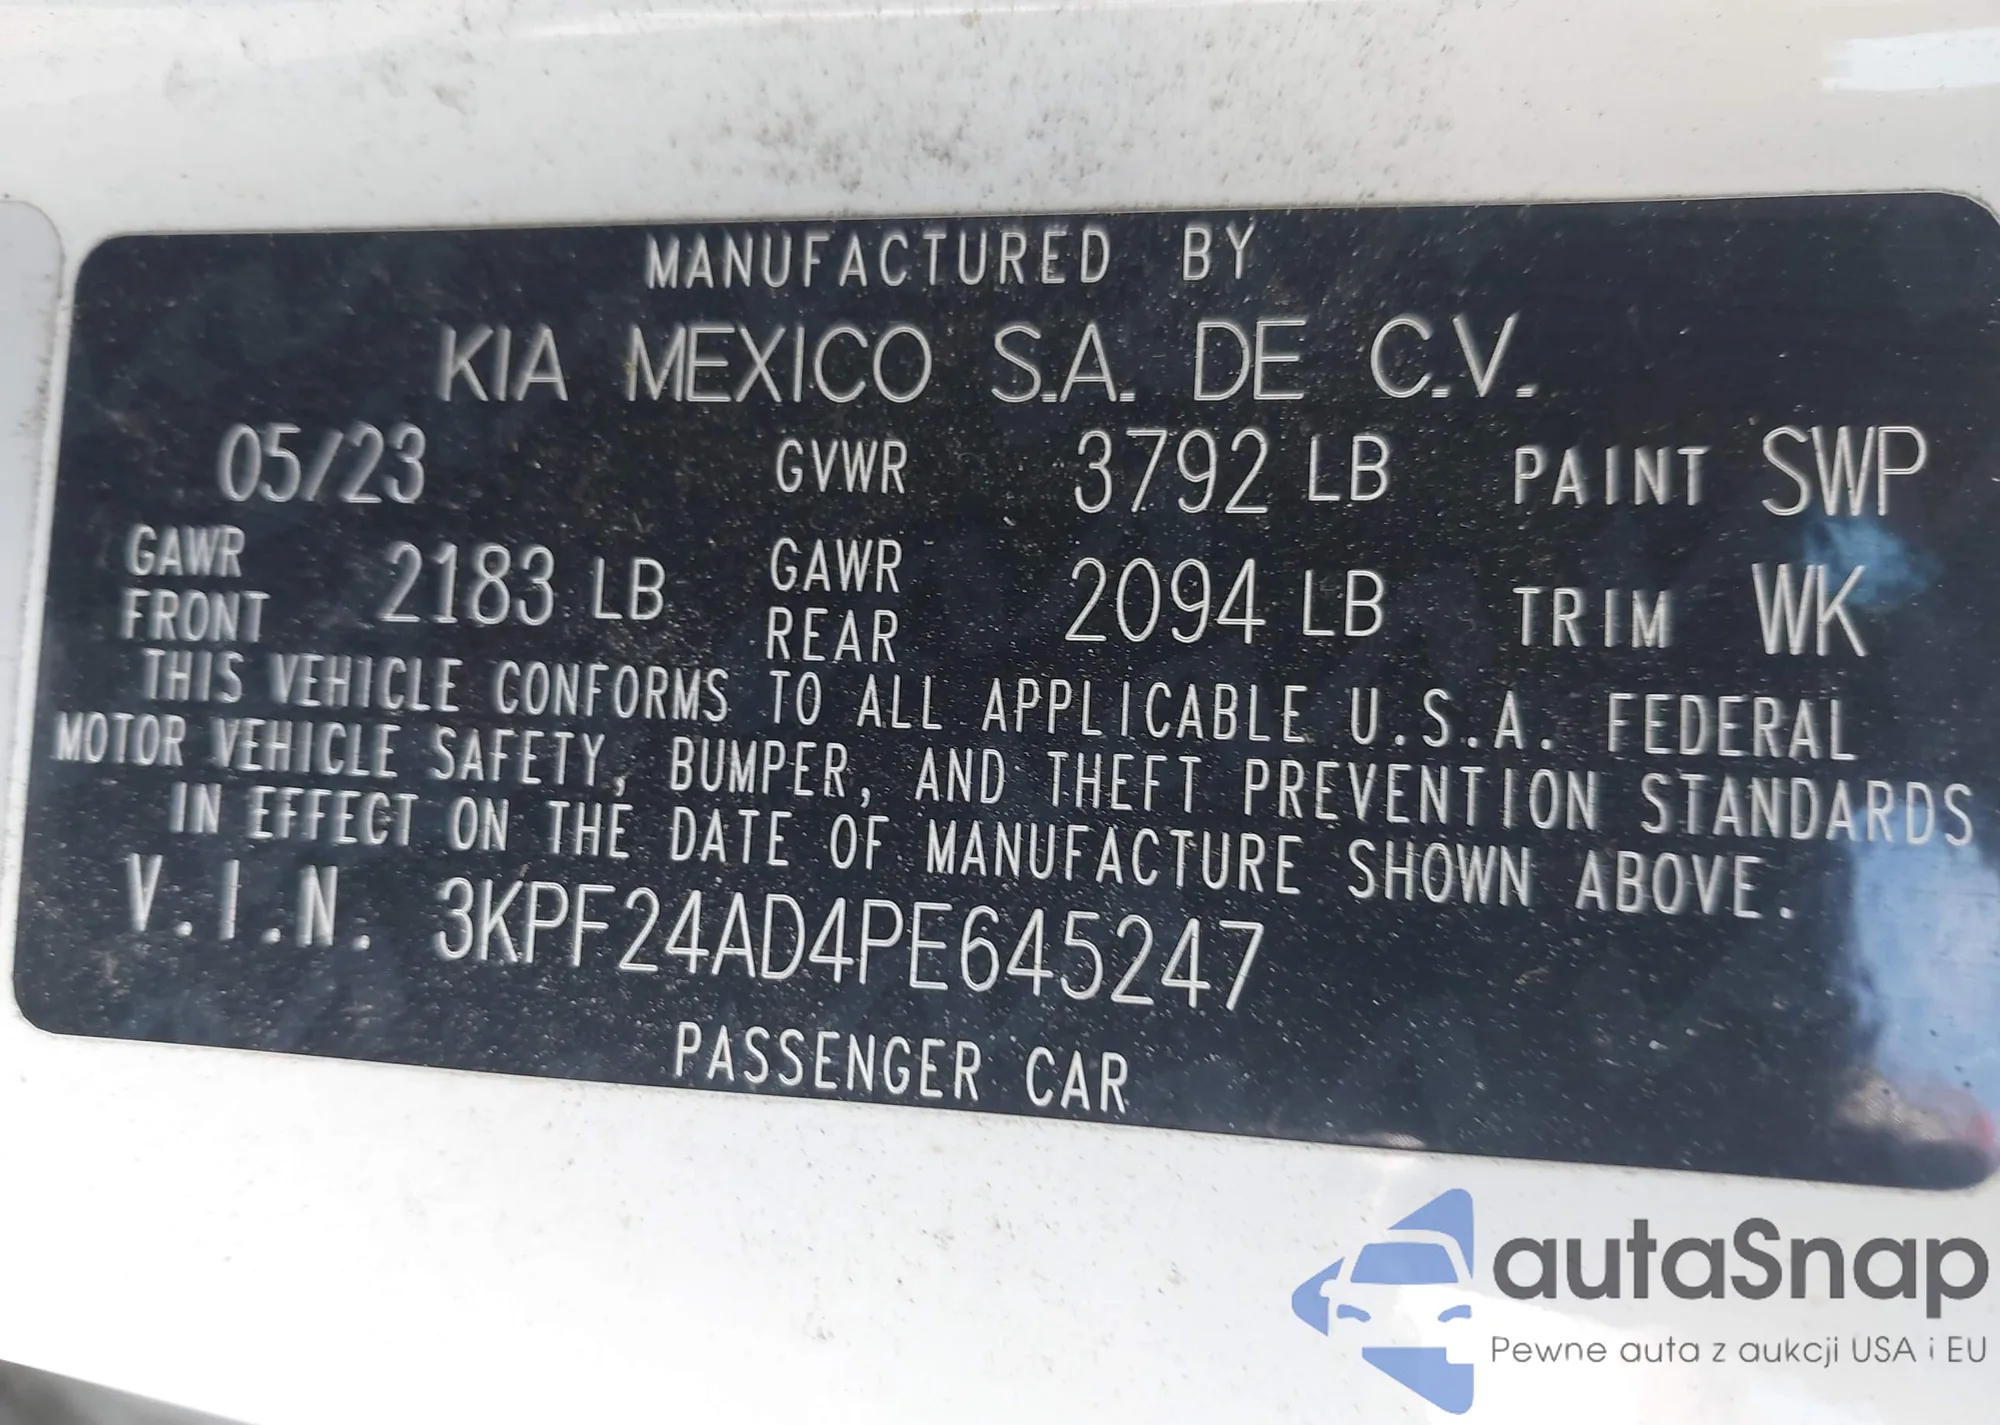 MANUFACTURED BY
KIA MEXICO S.A. DE C.V.
05/23 GVWR 3792 LB PAINT SWP
GAWR FRONT 2183 LB GAWR REAR 2094 LB TRIM WK
THIS VEHICLE CONFORMS TO ALL APPLICABLE U.S.A. FEDERAL
MOTOR VEHICLE SAFETY, BUMPER, AND THEFT PREVENTION STANDARDS
IN EFFECT ON THE DATE OF MANUFACTURE SHOWN ABOVE.
V.I.N. 3KPF24AD4PE645247
PASSENGER CAR
autaSnap
Pewne auta z aukcji USA i EU